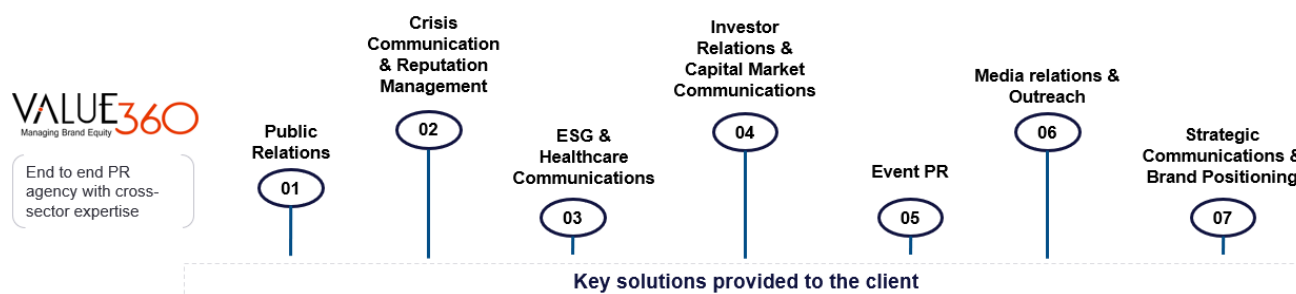 VALUE360
Managing Brand Equity
End to end PR
agency with cross-
sector expertise
Public
Relations
01
Crisis
Communication
& Reputation
Management
02
ESG &
Healthcare
Communications
03
Investor
Relations &
Capital Market
Communications
04
Event PR
05
Media relations &
Outreach
06
Strategic
Communications &
Brand Positioning
07
Key solutions provided to the client